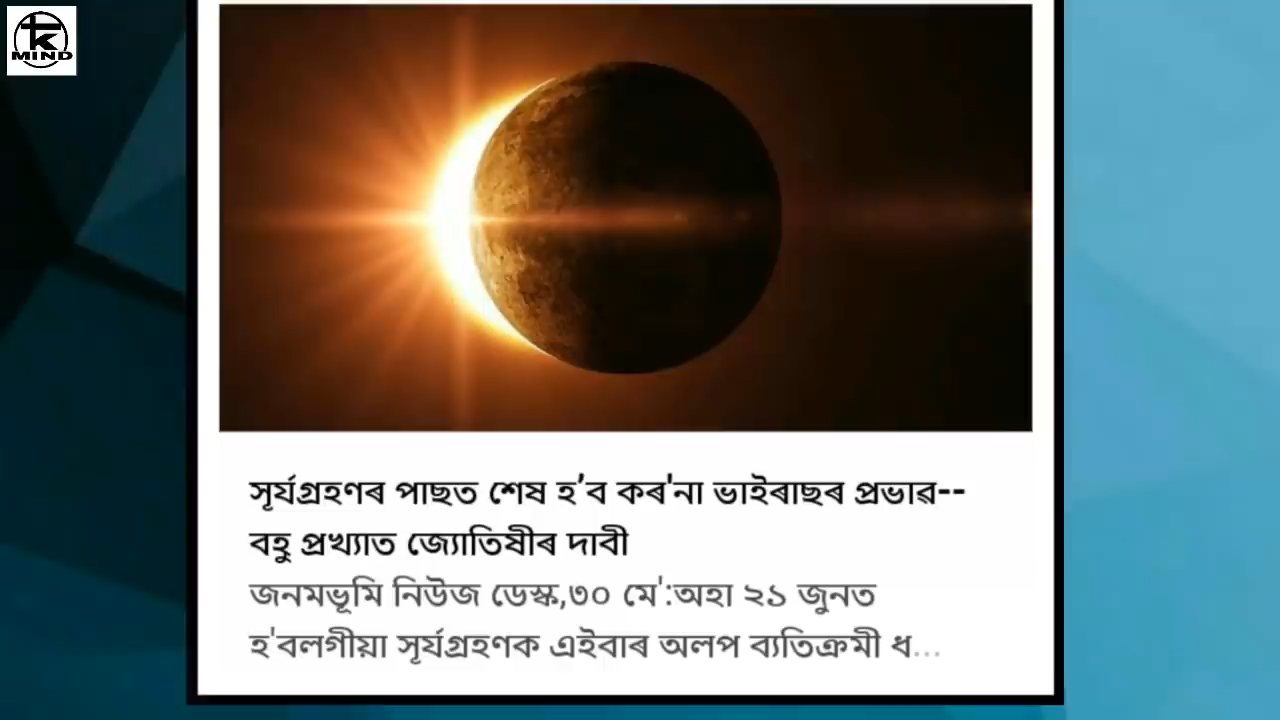 K
MIND
সূৰ্যগ্ৰহণৰ পাছত শেষ হ’ব কৰ'না ভাইৰাছৰ প্ৰভাৱ--
বহু প্ৰখ্যাত জ্যোতিষীৰ দাবী
জনমভূমি নিউজ ডেস্ক,৩০ মে':অহা ২১ জুনত
হ'বলগীয়া সূৰ্যগ্ৰহণক এইবাৰ অলপ ব্যতিক্ৰমী ধ...